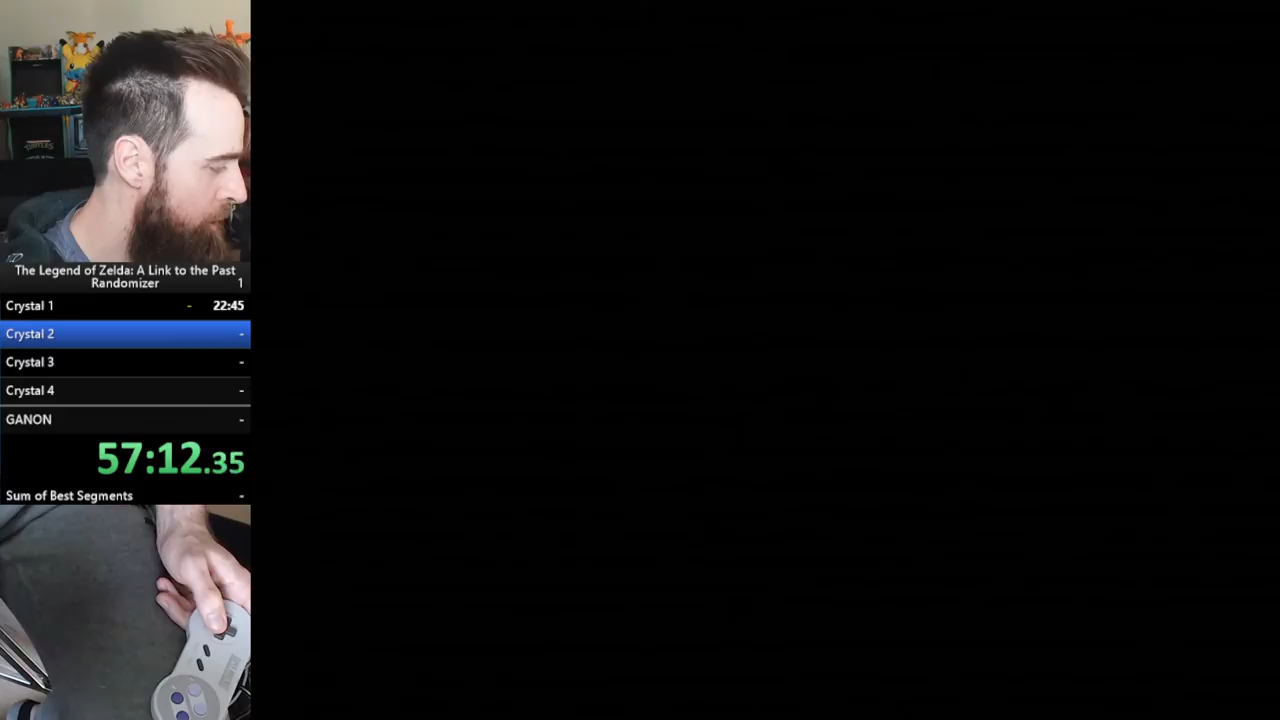 TURTLES
The Legend of Zelda: A Link to the Past
Randomizer 1
Crystal 1 - 22:45
Crystal 2 -
Crystal 3 -
Crystal 4 -
GANON -
57:12.35
Sum of Best Segments -